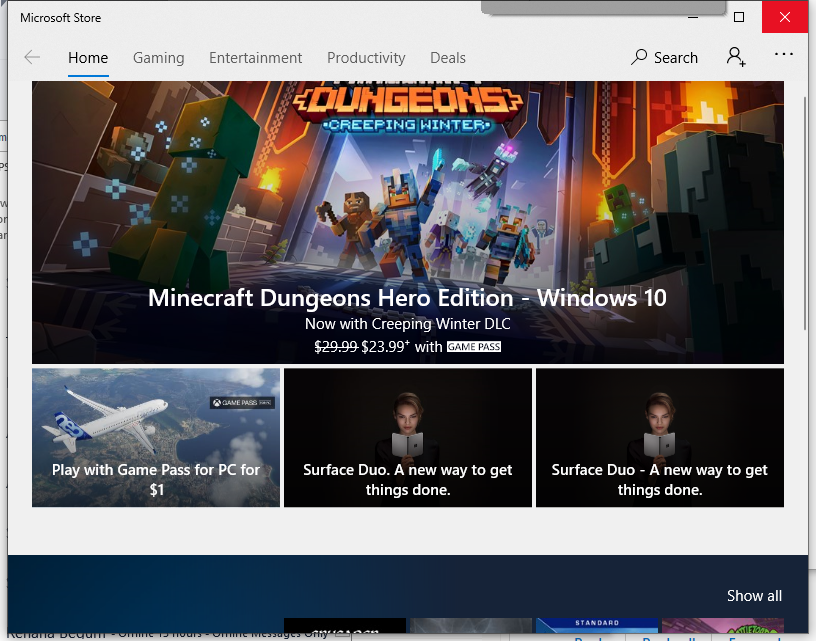 Microsoft Store
Home Gaming Entertainment Productivity Deals Search
DUNGEONS
CREEPING WINTER
Minecraft Dungeons Hero Edition - Windows 10
Now with Creeping Winter DLC
$29.99 $23.99+ with GAME PASS
GAME PASS
Play with Game Pass for PC for
$1
Surface Duo. A new way to get
things done.
Surface Duo - A new way to get
things done.
Show all
STANDARD